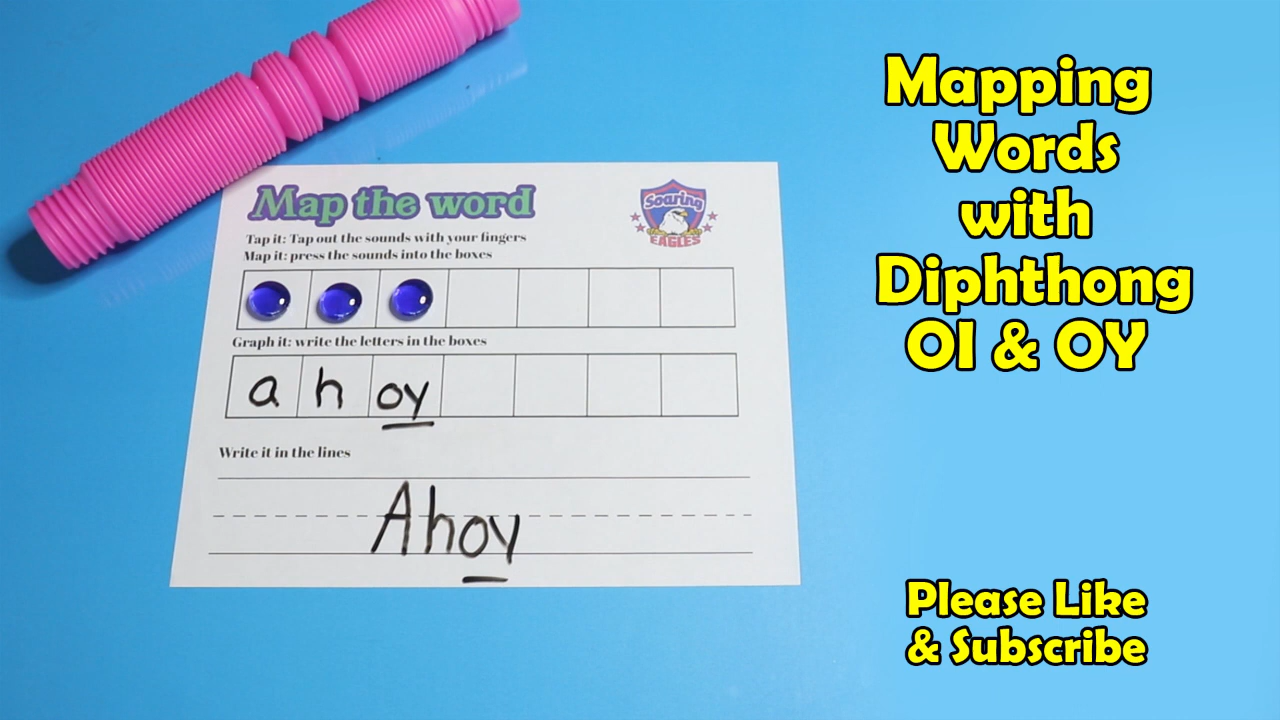 Mapping
Words
with
Diphthong
OI & OY
Map the word
Soaring
EAGLES
Tap it: Tap out the sounds with your fingers
Map it: press the sounds into the boxes
Graph it: write the letters in the boxes
a h oy
Write it in the lines
Ahoy
Please Like
& Subscribe